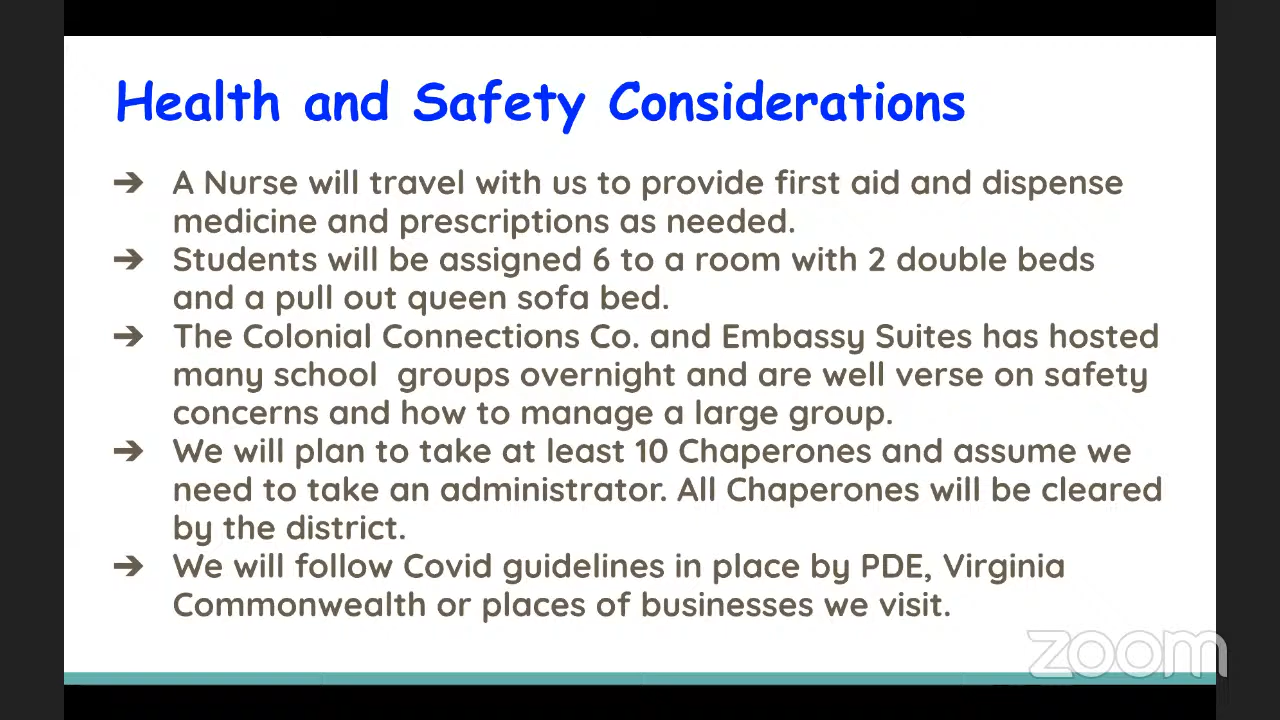 Health and Safety Considerations
➔ A Nurse will travel with us to provide first aid and dispense
medicine and prescriptions as needed.
➔ Students will be assigned 6 to a room with 2 double beds
and a pull out queen sofa bed.
➔ The Colonial Connections Co. and Embassy Suites has hosted
many school  groups overnight and are well verse on safety
concerns and how to manage a large group.
➔ We will plan to take at least 10 Chaperones and assume we
need to take an administrator. All Chaperones will be cleared
by the district.
➔ We will follow Covid guidelines in place by PDE, Virginia
Commonwealth or places of businesses we visit.
zoom